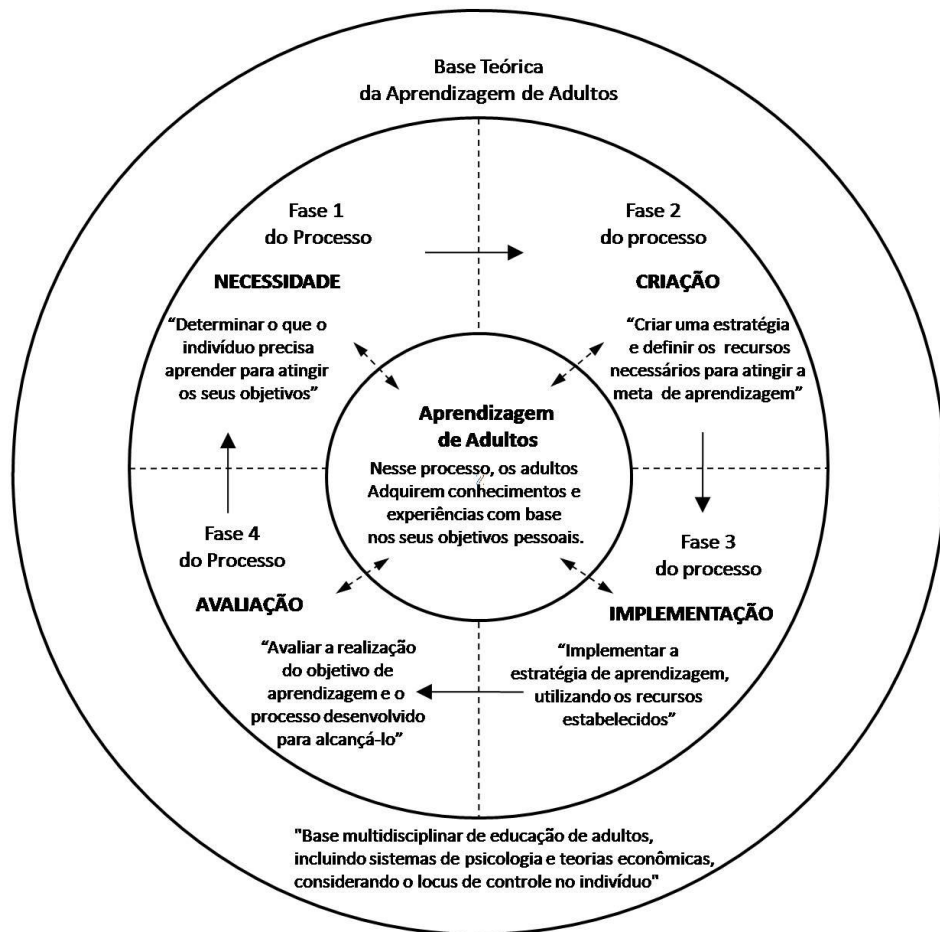 Base Teórica
da Aprendizagem de Adultos
Fase 1
do Processo
NECESSIDADE
“Determinar o que o
indivíduo precisa
aprender para atingir
os seus objetivos”
Fase 2
do processo
CRIAÇÃO
“Criar uma estratégia
e definir os recursos
necessários para atingir a
meta de aprendizagem”
Aprendizagem
de Adultos
Nesse processo, os adultos
Adquirem conhecimentos e
experiências com base
nos seus objetivos pessoais.
Fase 3
do processo
IMPLEMENTAÇÃO
“Implementar a
estratégia de aprendizagem,
utilizando os recursos
estabelecidos”
Fase 4
do Processo
AVALIAÇÃO
“Avaliar a realização
do objetivo de
aprendizagem e o
processo desenvolvido
para alcançá-lo”
"Base multidisciplinar de educação de adultos,
incluindo sistemas de psicologia e teorias econômicas,
considerando o locus de controle no indivíduo"